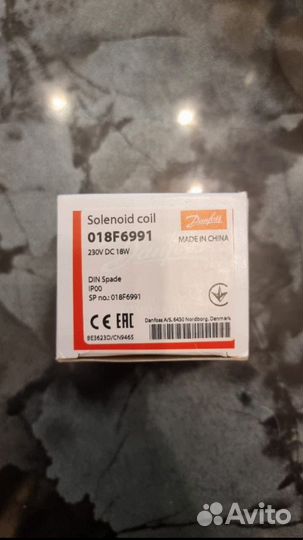 Solenoid coil
Danfoss
018F6991
MADE IN CHINA
230V DC 18W
DIN Spade
IP00
SP no.: 018F6991
CE EAC
BE3623D/CN9465
Danfoss A/S, 6430 Nordborg, Denmark
Avito